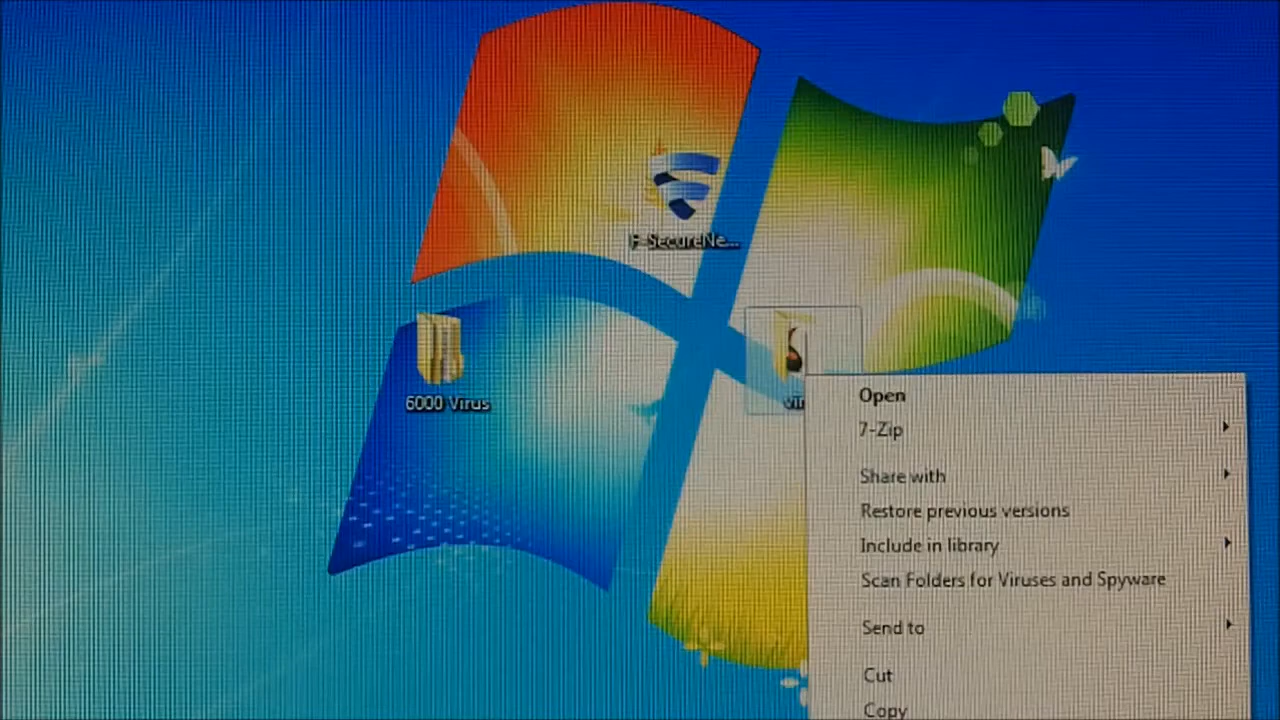 F-SecureNe...
6000 Virus
vir
Open
7-Zip
Share with
Restore previous versions
Include in library
Scan Folders for Viruses and Spyware
Send to
Cut
Copy